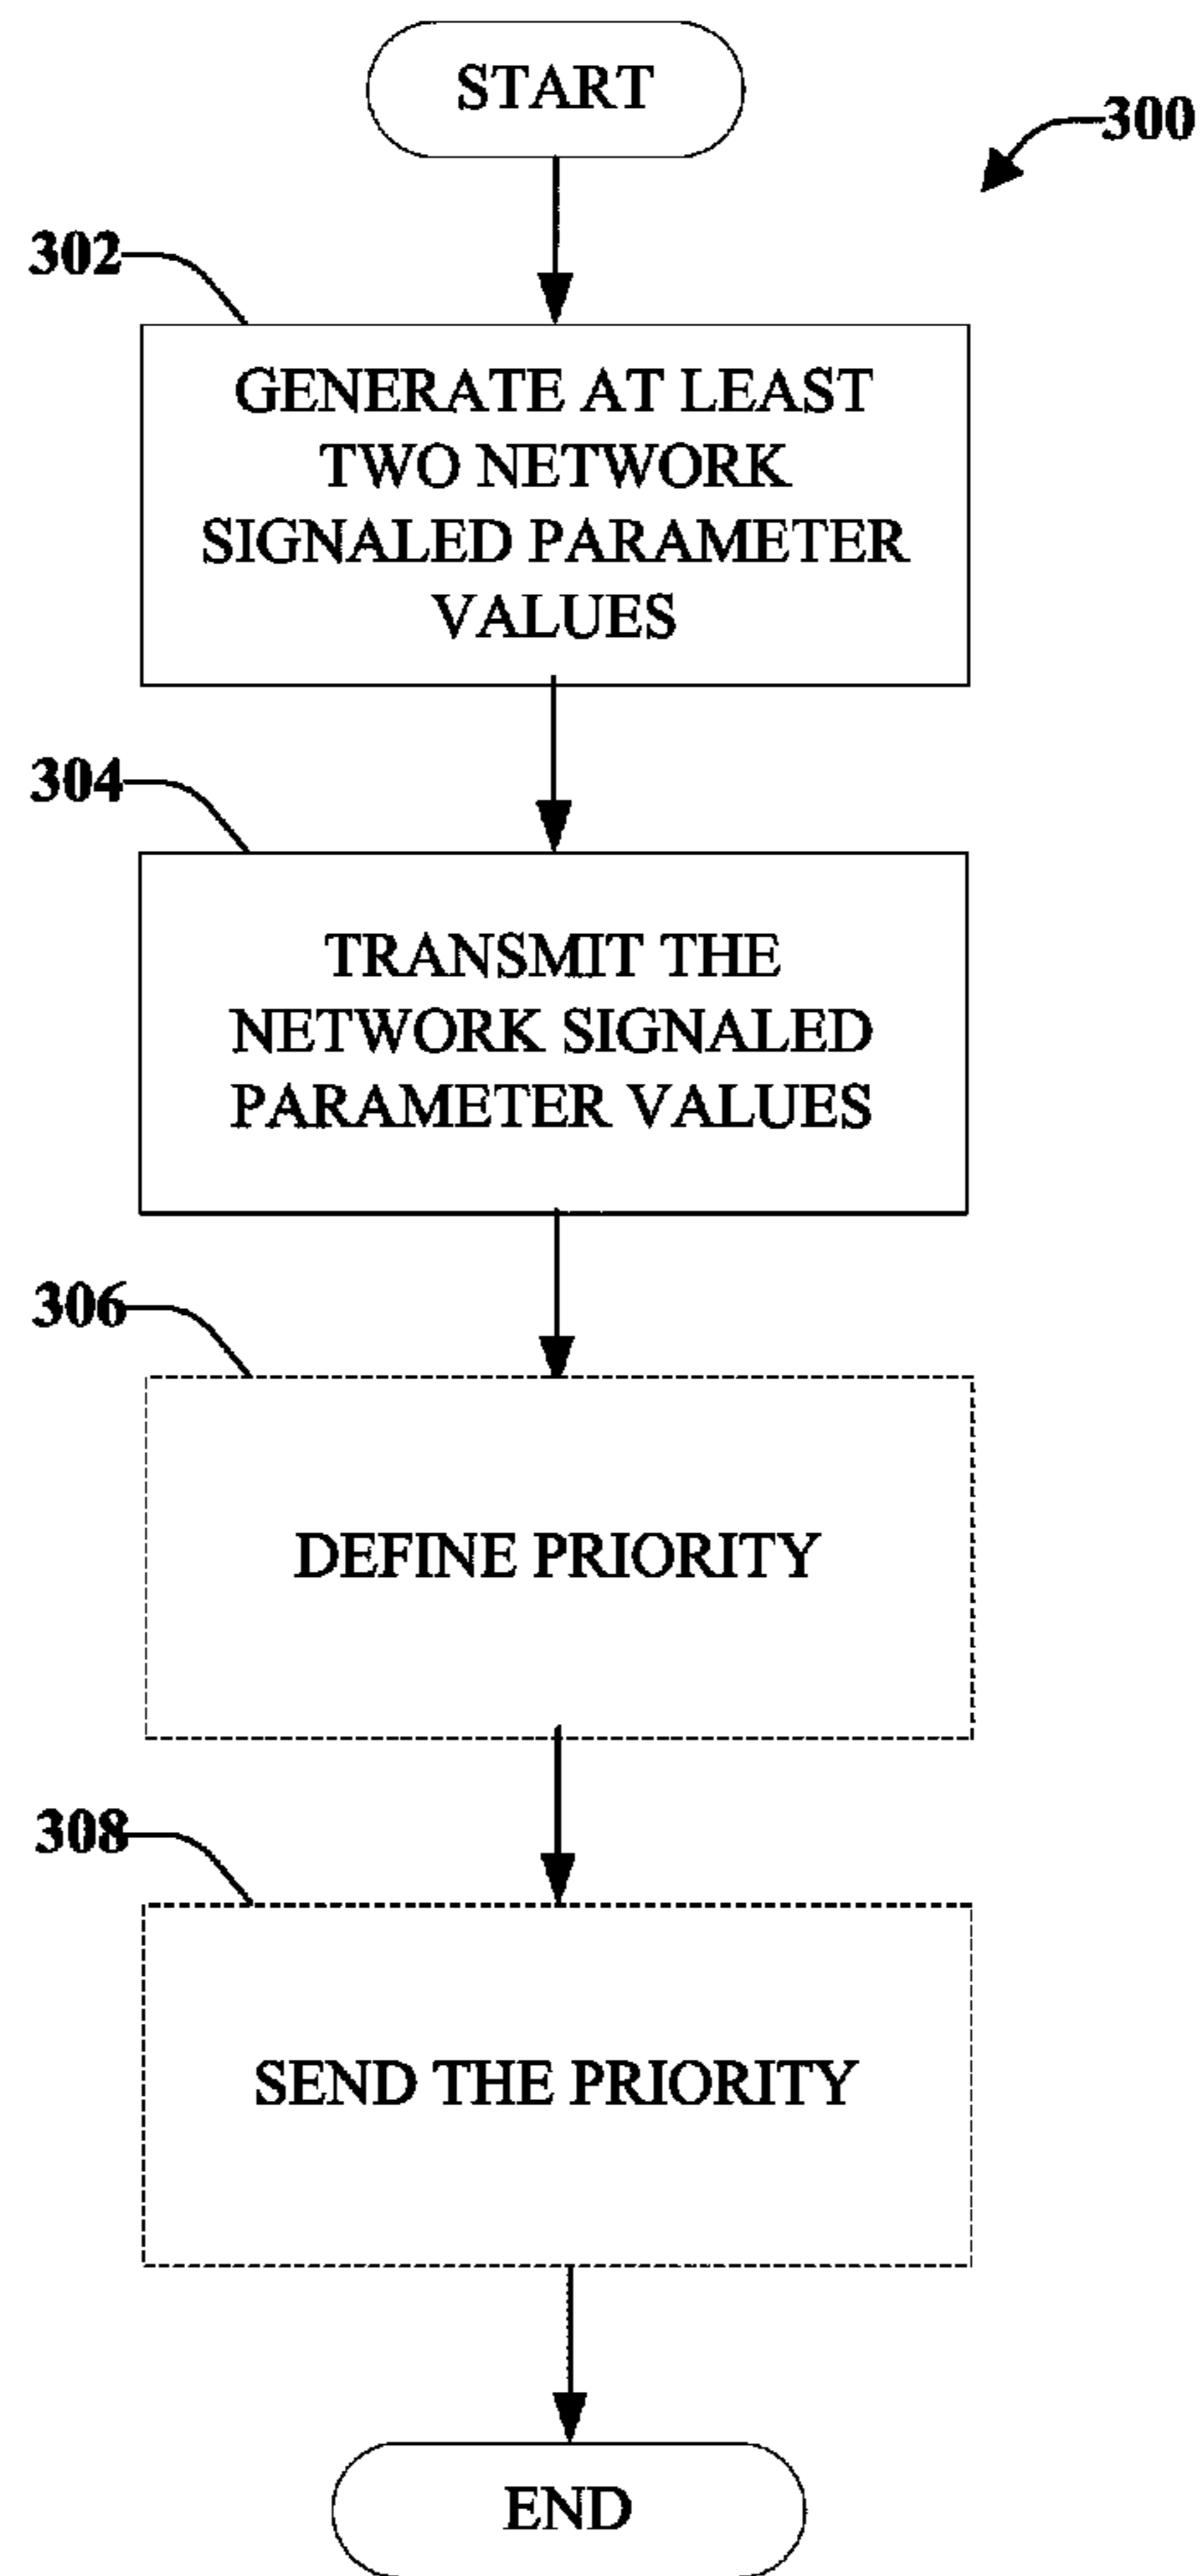 START
300
302
GENERATE AT LEAST
TWO NETWORK
SIGNALED PARAMETER
VALUES
304
TRANSMIT THE
NETWORK SIGNALED
PARAMETER VALUES
306
DEFINE PRIORITY
308
SEND THE PRIORITY
END